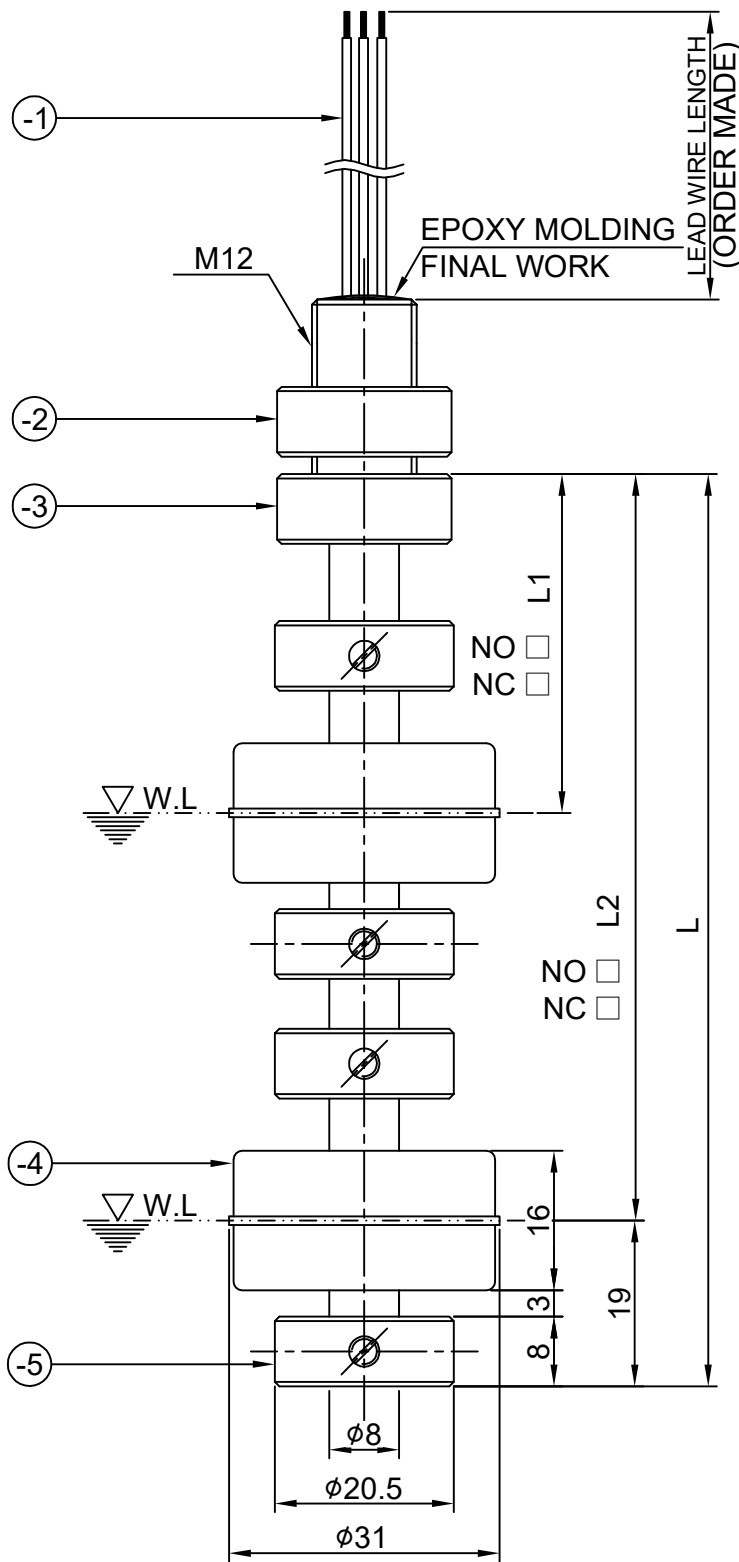 -1
LEAD WIRE LENGTH
(ORDER MADE)
EPOXY MOLDING
FINAL WORK
M12
-2
-3
L1
NO □
NC □
W.L
L2
L
NO □
NC □
-4
W.L
16
3
19
8
-5
ϕ8
ϕ20.5
ϕ31